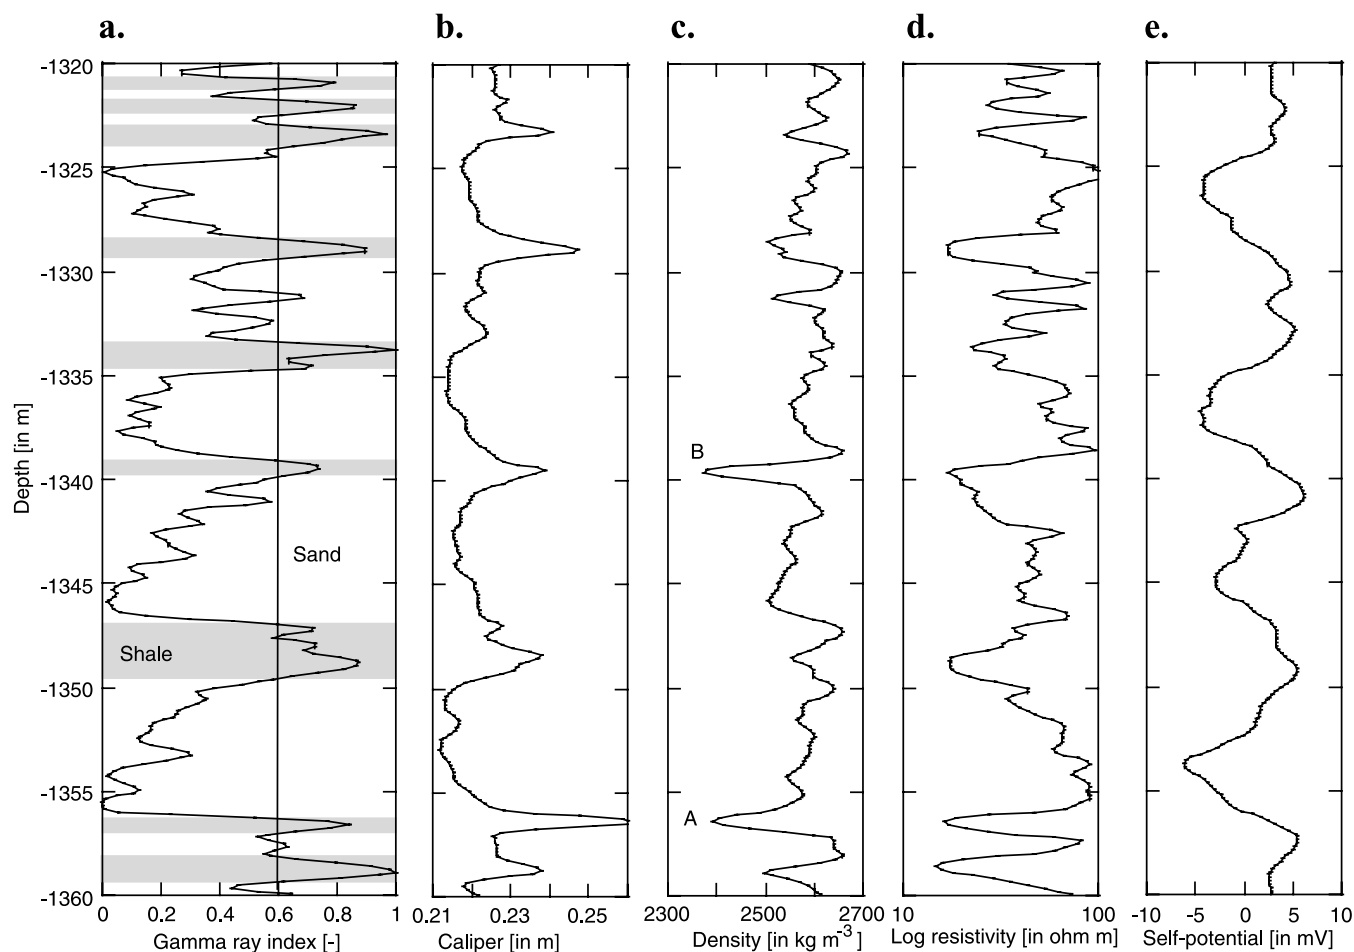 a. b. c. d. e.
-1320
-1325
-1330
-1335
B
-1340
Depth [in m]
Sand
-1345
Shale
-1350
-1355
A
-1360
0 0.2 0.4 0.6 0.8 1 0.21 0.23 0.25 2300 2500 2700 10 100 -10 -5 0 5 10
Gamma ray index [-] Caliper [in m] Density [in kg m⁻³] Log resistivity [in ohm m] Self-potential [in mV]